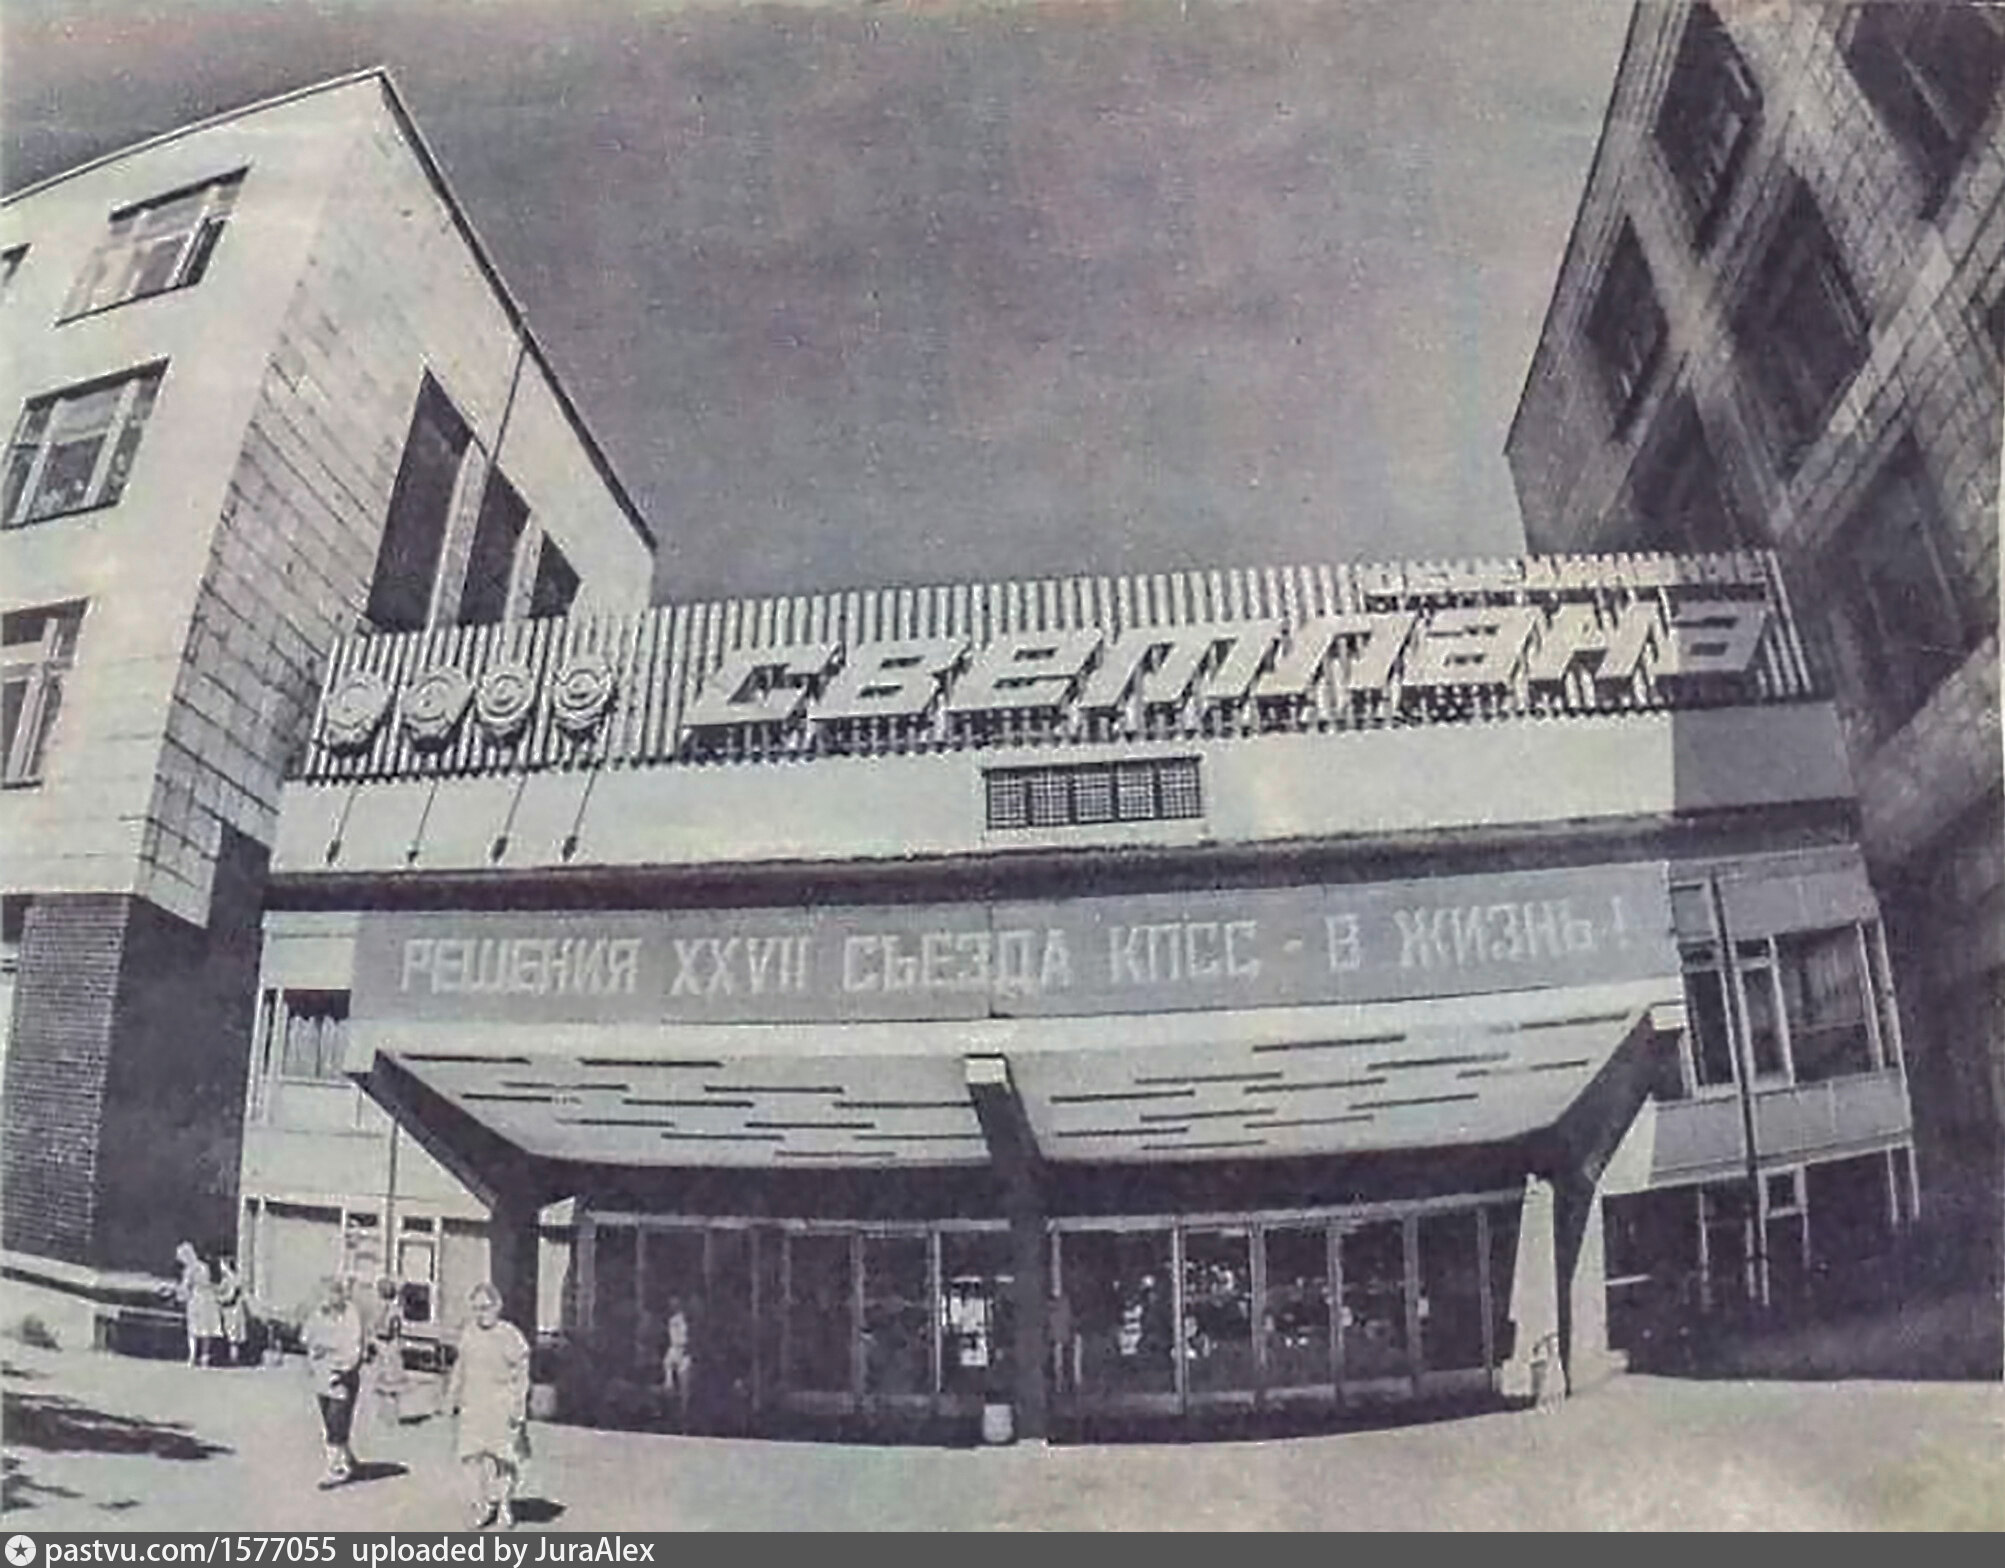 светлана
РЕШЕНИЯ XXVII СЪЕЗДА КПСС - В ЖИЗНЬ!
pastvu.com/1577055 uploaded by JuraAlex